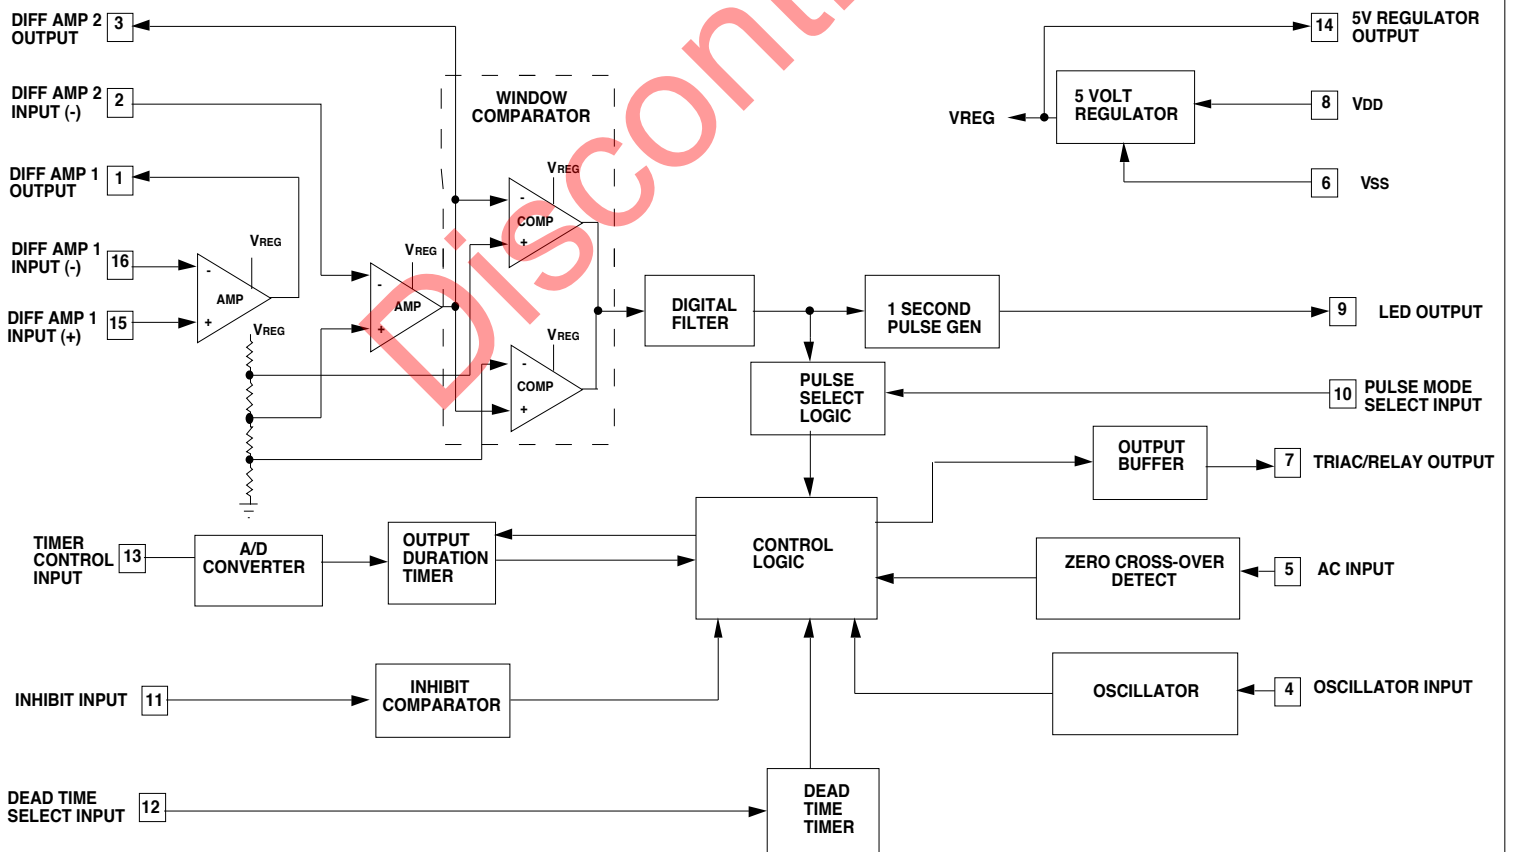 DIFF AMP 2
OUTPUT
3
DIFF AMP 2
INPUT (-)
2
DIFF AMP 1
OUTPUT
1
DIFF AMP 1
INPUT (-)
16
DIFF AMP 1
INPUT (+)
15
-
AMP
+
VREG
VREG
-
AMP
+
VREG
WINDOW
COMPARATOR
-
COMP
+
VREG
-
COMP
+
VREG
14
5V REGULATOR
OUTPUT
5 VOLT
REGULATOR
VREG
8
VDD
6
VSS
DIGITAL
FILTER
1 SECOND
PULSE GEN
9
LED OUTPUT
PULSE
SELECT
LOGIC
10
PULSE MODE
SELECT INPUT
OUTPUT
BUFFER
7
TRIAC/RELAY OUTPUT
TIMER
CONTROL
INPUT
13
A/D
CONVERTER
OUTPUT
DURATION
TIMER
CONTROL
LOGIC
ZERO CROSS-OVER
DETECT
5
AC INPUT
INHIBIT INPUT
11
INHIBIT
COMPARATOR
OSCILLATOR
4
OSCILLATOR INPUT
DEAD TIME
SELECT INPUT
12
DEAD
TIME
TIMER
Discont